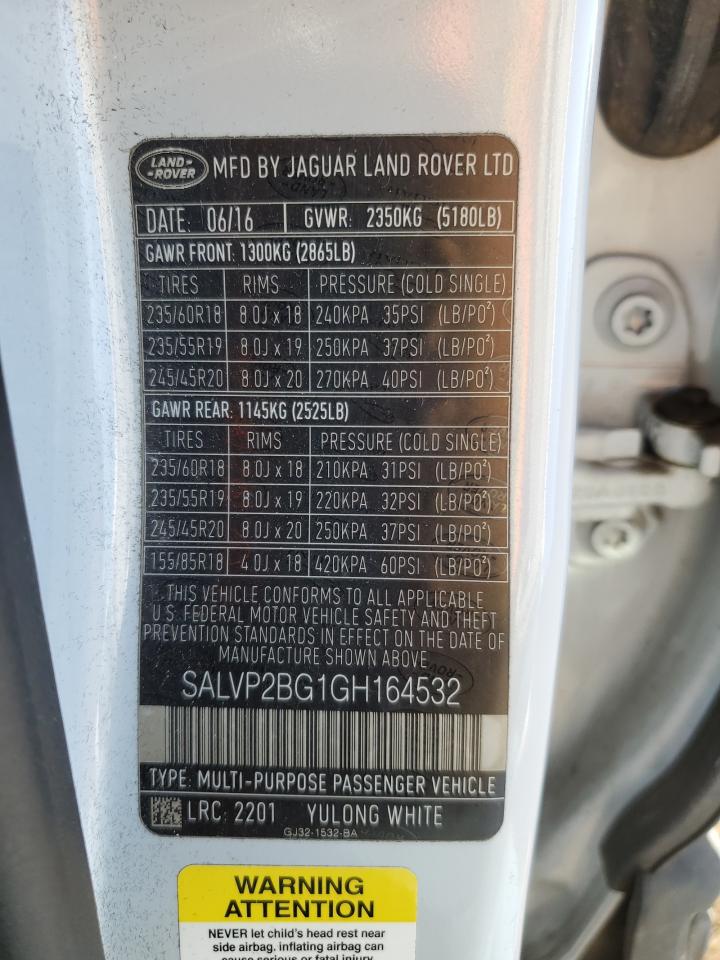 LAND-
-ROVER
MFD BY JAGUAR LAND ROVER LTD
DATE: 06/16 GVWR: 2350KG (5180LB)
GAWR FRONT: 1300KG (2865LB)
TIRES RIMS PRESSURE (COLD SINGLE)
235/60R18 8.0J x 18 240KPA 35PSI (LB/PO²)
235/55R19 8.0J x 19 250KPA 37PSI (LB/PO²)
245/45R20 8.0J x 20 270KPA 40PSI (LB/PO²)
GAWR REAR: 1145KG (2525LB)
TIRES RIMS PRESSURE (COLD SINGLE)
235/60R18 8.0J x 18 210KPA 31PSI (LB/PO²)
235/55R19 8.0J x 19 220KPA 32PSI (LB/PO²)
245/45R20 8.0J x 20 250KPA 37PSI (LB/PO²)
155/85R18 4.0J x 18 420KPA 60PSI (LB/PO²)
THIS VEHICLE CONFORMS TO ALL APPLICABLE
U.S. FEDERAL MOTOR VEHICLE SAFETY AND THEFT
PREVENTION STANDARDS IN EFFECT ON THE DATE OF
MANUFACTURE SHOWN ABOVE.
SALVP2BG1GH164532
TYPE: MULTI-PURPOSE PASSENGER VEHICLE
LRC: 2201 YULONG WHITE
GJ32-1532-BA
WARNING
ATTENTION
NEVER let child's head rest near
side airbag, inflating airbag can
cause serious or fatal injury